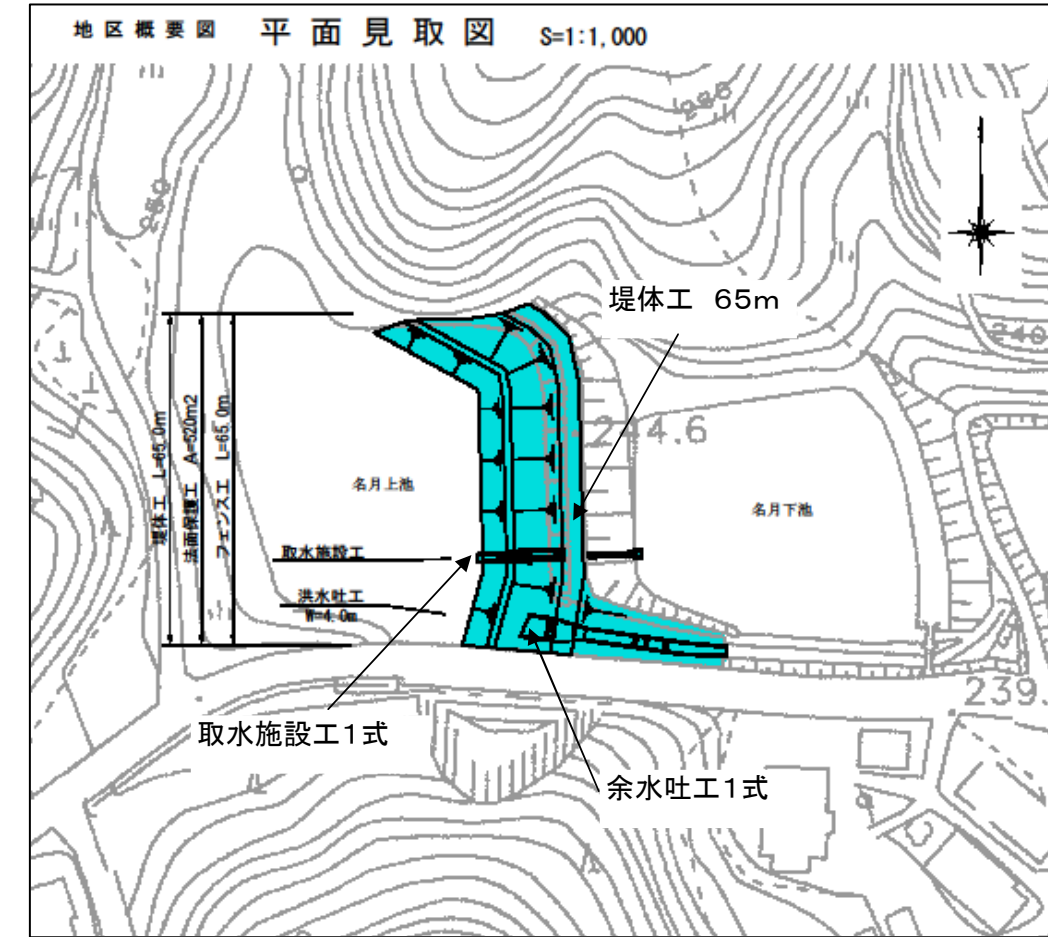 地区概要図 平面見取図 S=1:1,000
280
260
堤体工 65m
240
244.6
堤体工 L=65.0m
法面保護工 A=520m2
フェンス工 L=65.0m
名月上池
名月下池
取水施設工
洪水吐工
W=4.0m
239.
取水施設工1式
余水吐工1式